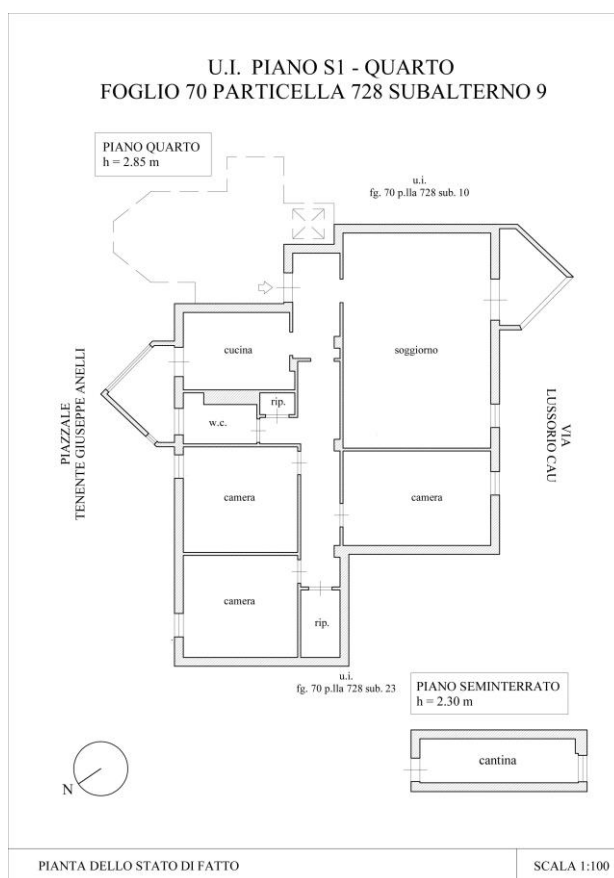 U.I. PIANO S1 - QUARTO
FOGLIO 70 PARTICELLA 728 SUBALTERNO 9
PIANO QUARTO
h = 2.85 m
u.i.
fg. 70 p.lla 728 sub. 10
cucina
soggiorno
rip.
w.c.
PIAZZALE
TENENTE GIUSEPPE ANELLI
VIA
LUSSORIO CAU
camera
camera
camera
rip.
u.i.
fg. 70 p.lla 728 sub. 23
PIANO SEMINTERRATO
h = 2.30 m
cantina
N
PIANTA DELLO STATO DI FATTO
SCALA 1:100